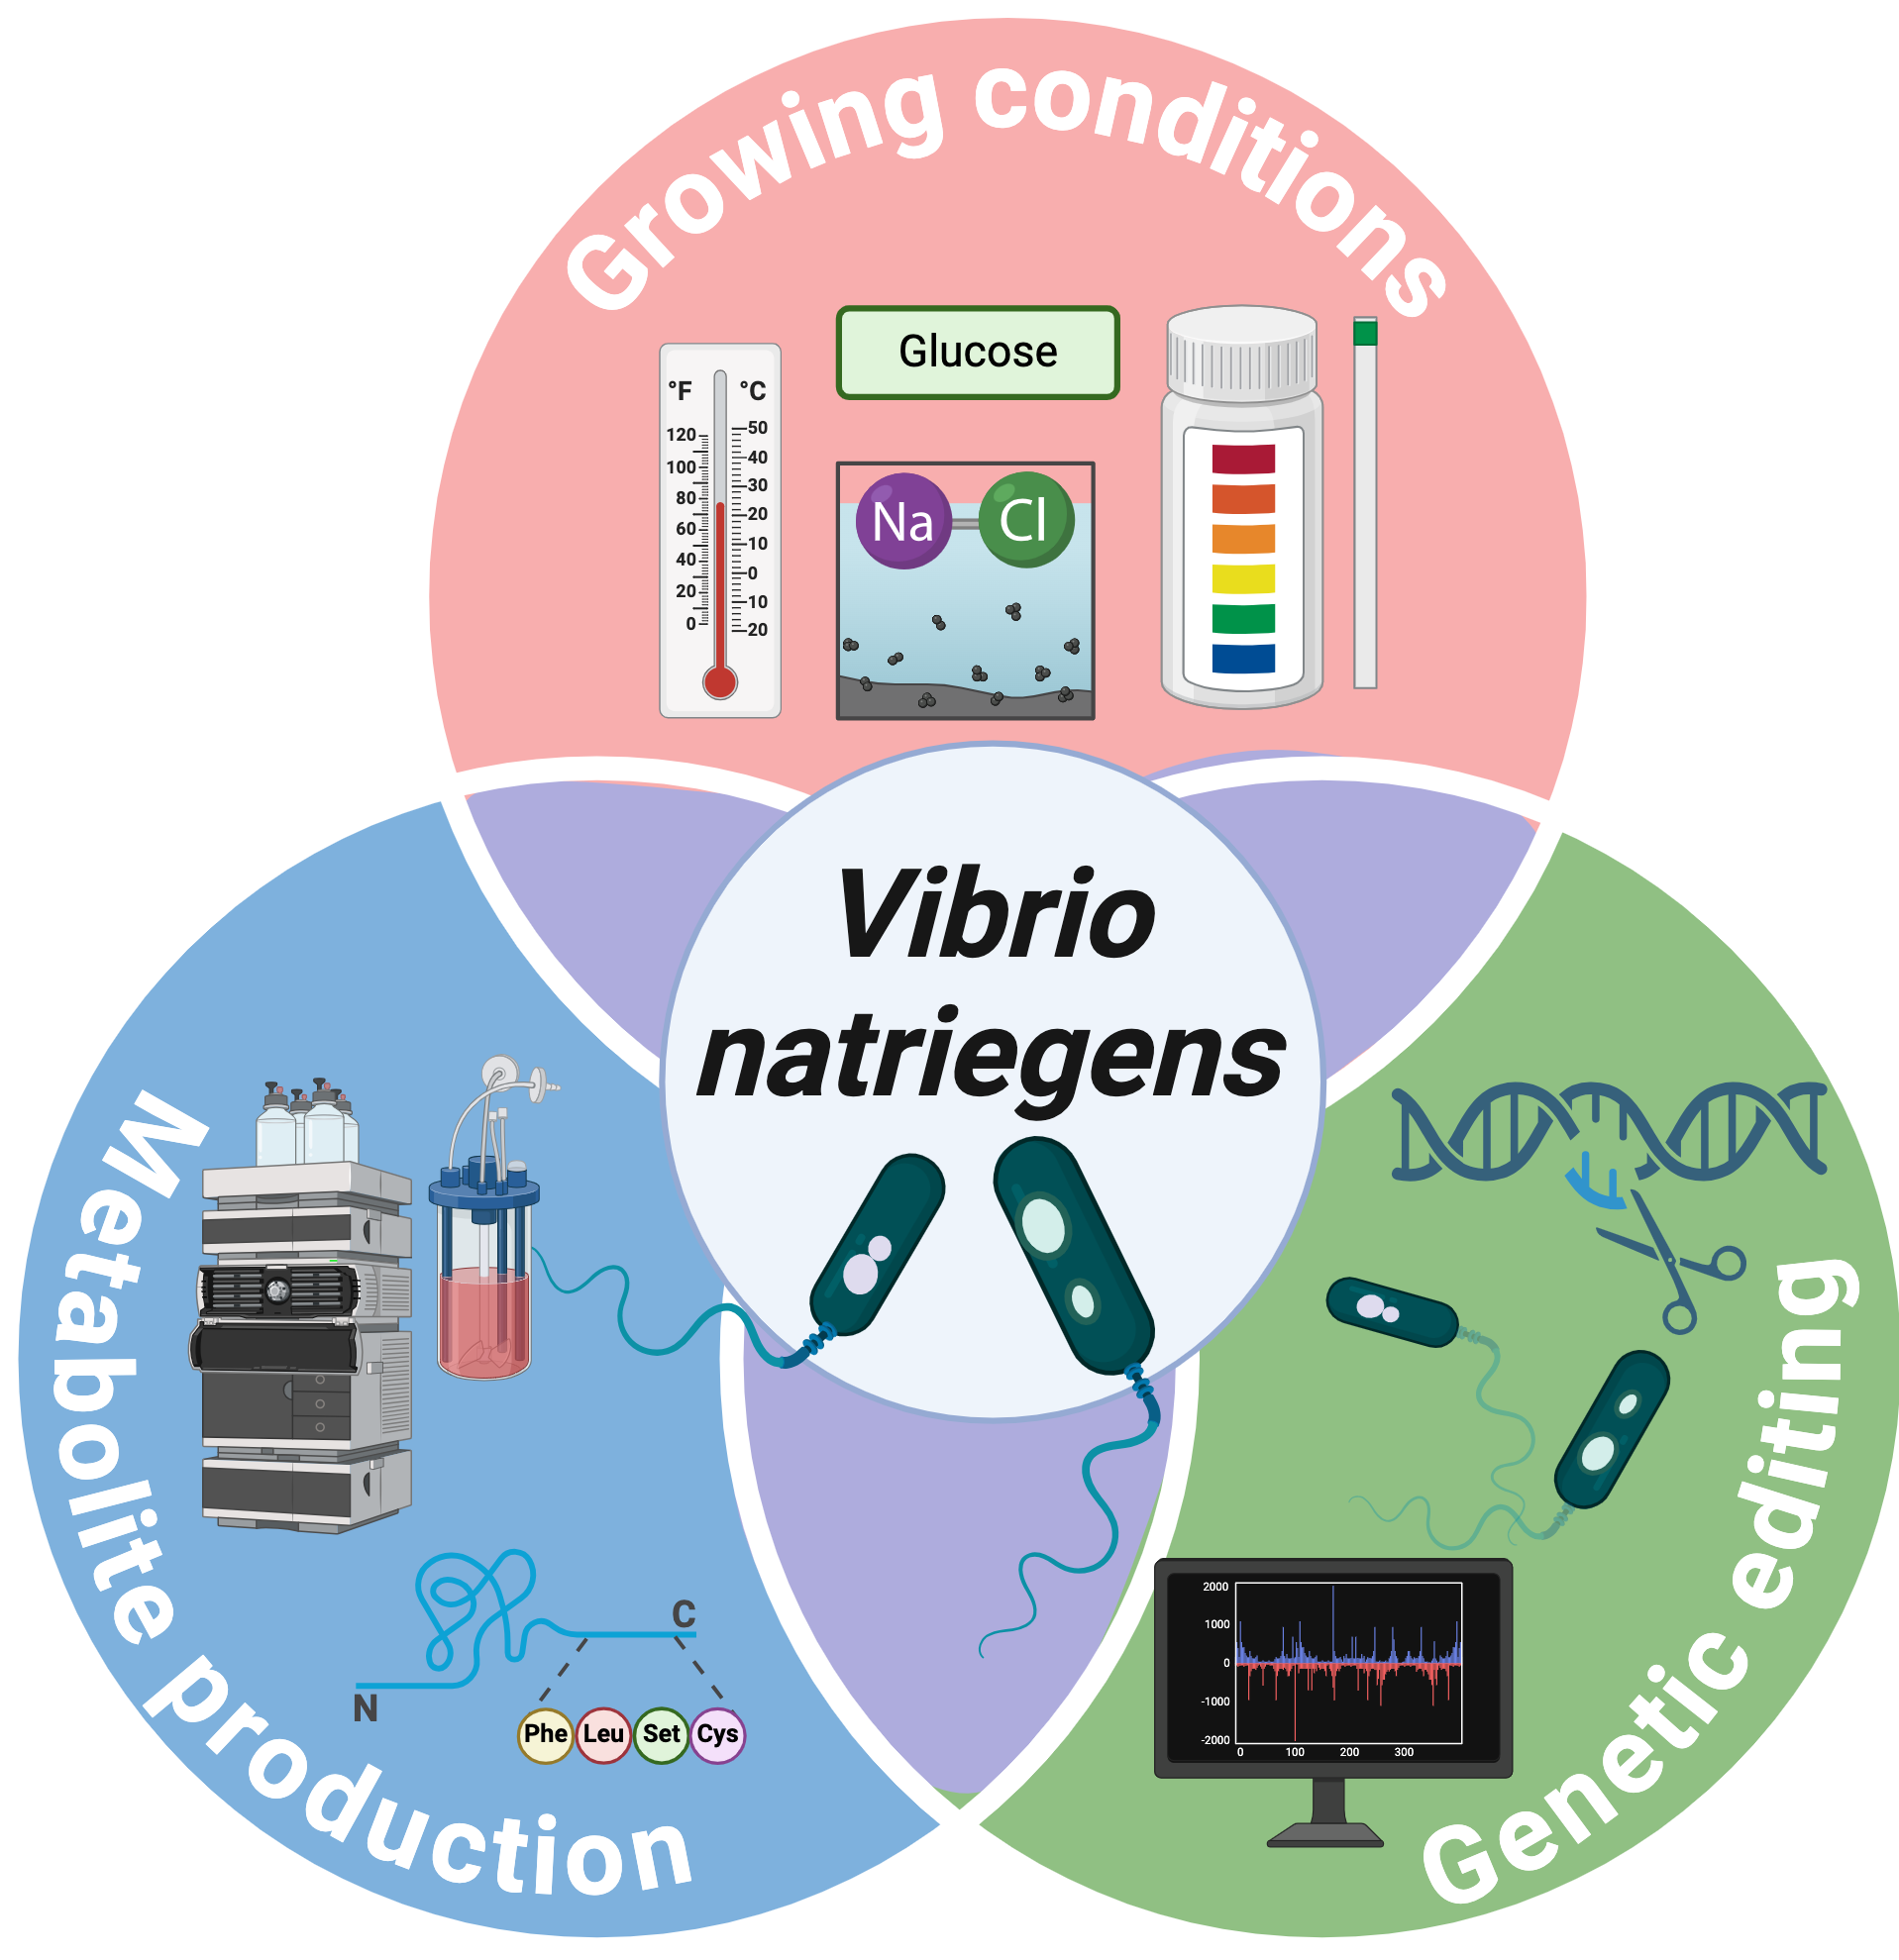 Growing conditions
Glucose
°F °C
120
100
80
60
40
20
0
50
40
30
20
10
0
10
20
Na Cl
Vibrio
natriegens
Metabolite production
N
C
Phe Leu Set Cys
Genetic editing
2000
1000
0
-1000
-2000
0 100 200 300